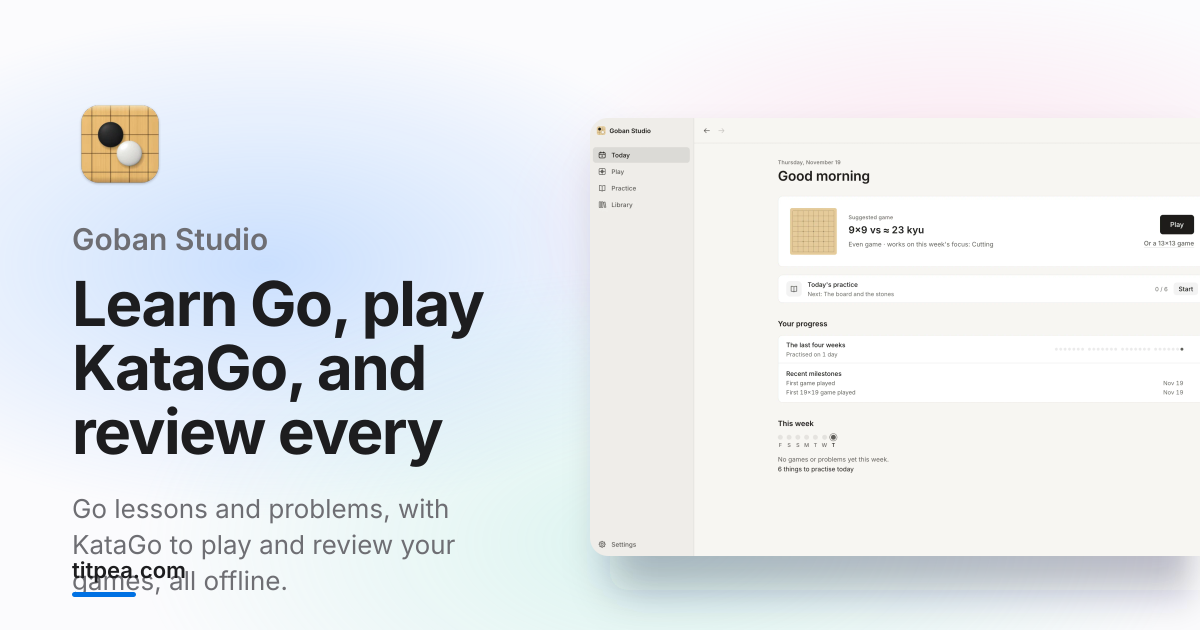 Goban Studio
Learn Go, play
KataGo, and
review every
Go lessons and problems, with
KataGo to play and review your
games, all offline.
titpea.com
Goban Studio
Today
Play
Practice
Library
Settings
Thursday, November 19
Good morning
Suggested game
9×9 vs ≈ 23 kyu
Even game · works on this week's focus: Cutting
Play
Or a 13×13 game
Today's practice
Next: The board and the stones
0 / 6
Start
Your progress
The last four weeks
Practised on 1 day
Recent milestones
First game played Nov 19
First 19×19 game played Nov 19
This week
F S S M T W T
No games or problems yet this week.
6 things to practise today